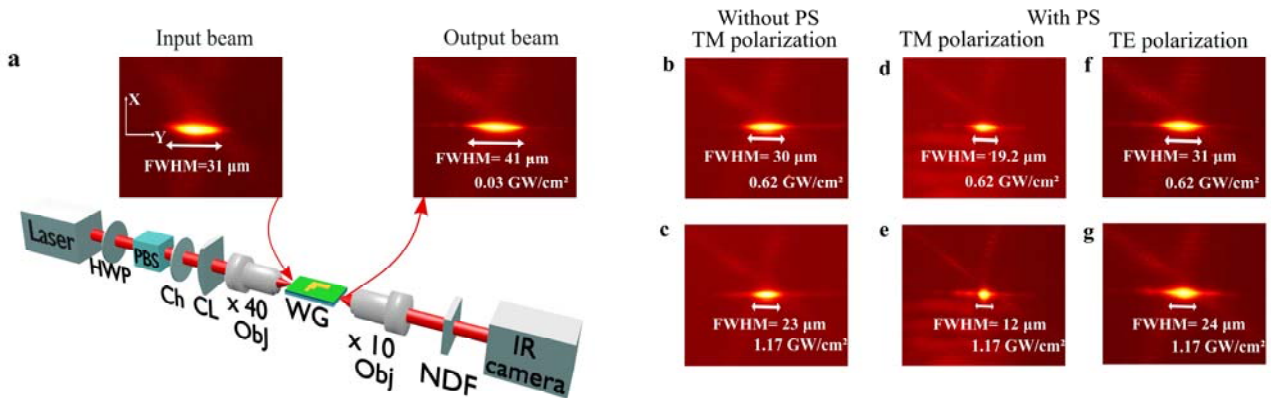 a
Input beam
X
Y
FWHM=31 µm
Output beam
FWHM= 41 µm
0.03 GW/cm²
Laser
HWP
PBS
Ch
CL
x 40
Obj
WG
x 10
Obj
NDF
IR
camera
Without PS
TM polarization
With PS
TM polarization
TE polarization
b
FWHM= 30 µm
0.62 GW/cm²
d
FWHM= 19.2 µm
0.62 GW/cm²
f
FWHM= 31 µm
0.62 GW/cm²
c
FWHM= 23 µm
1.17 GW/cm²
e
FWHM= 12 µm
1.17 GW/cm²
g
FWHM= 24 µm
1.17 GW/cm²